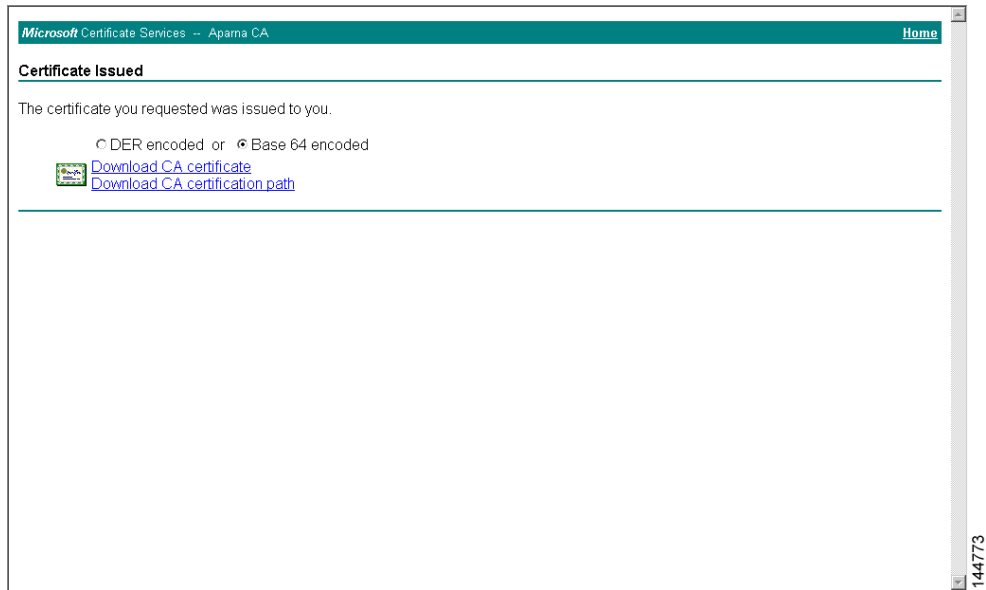 Microsoft Certificate Services -- Aparna CA Home
Certificate Issued
The certificate you requested was issued to you.
DER encoded or Base 64 encoded
Download CA certificate
Download CA certification path
144773